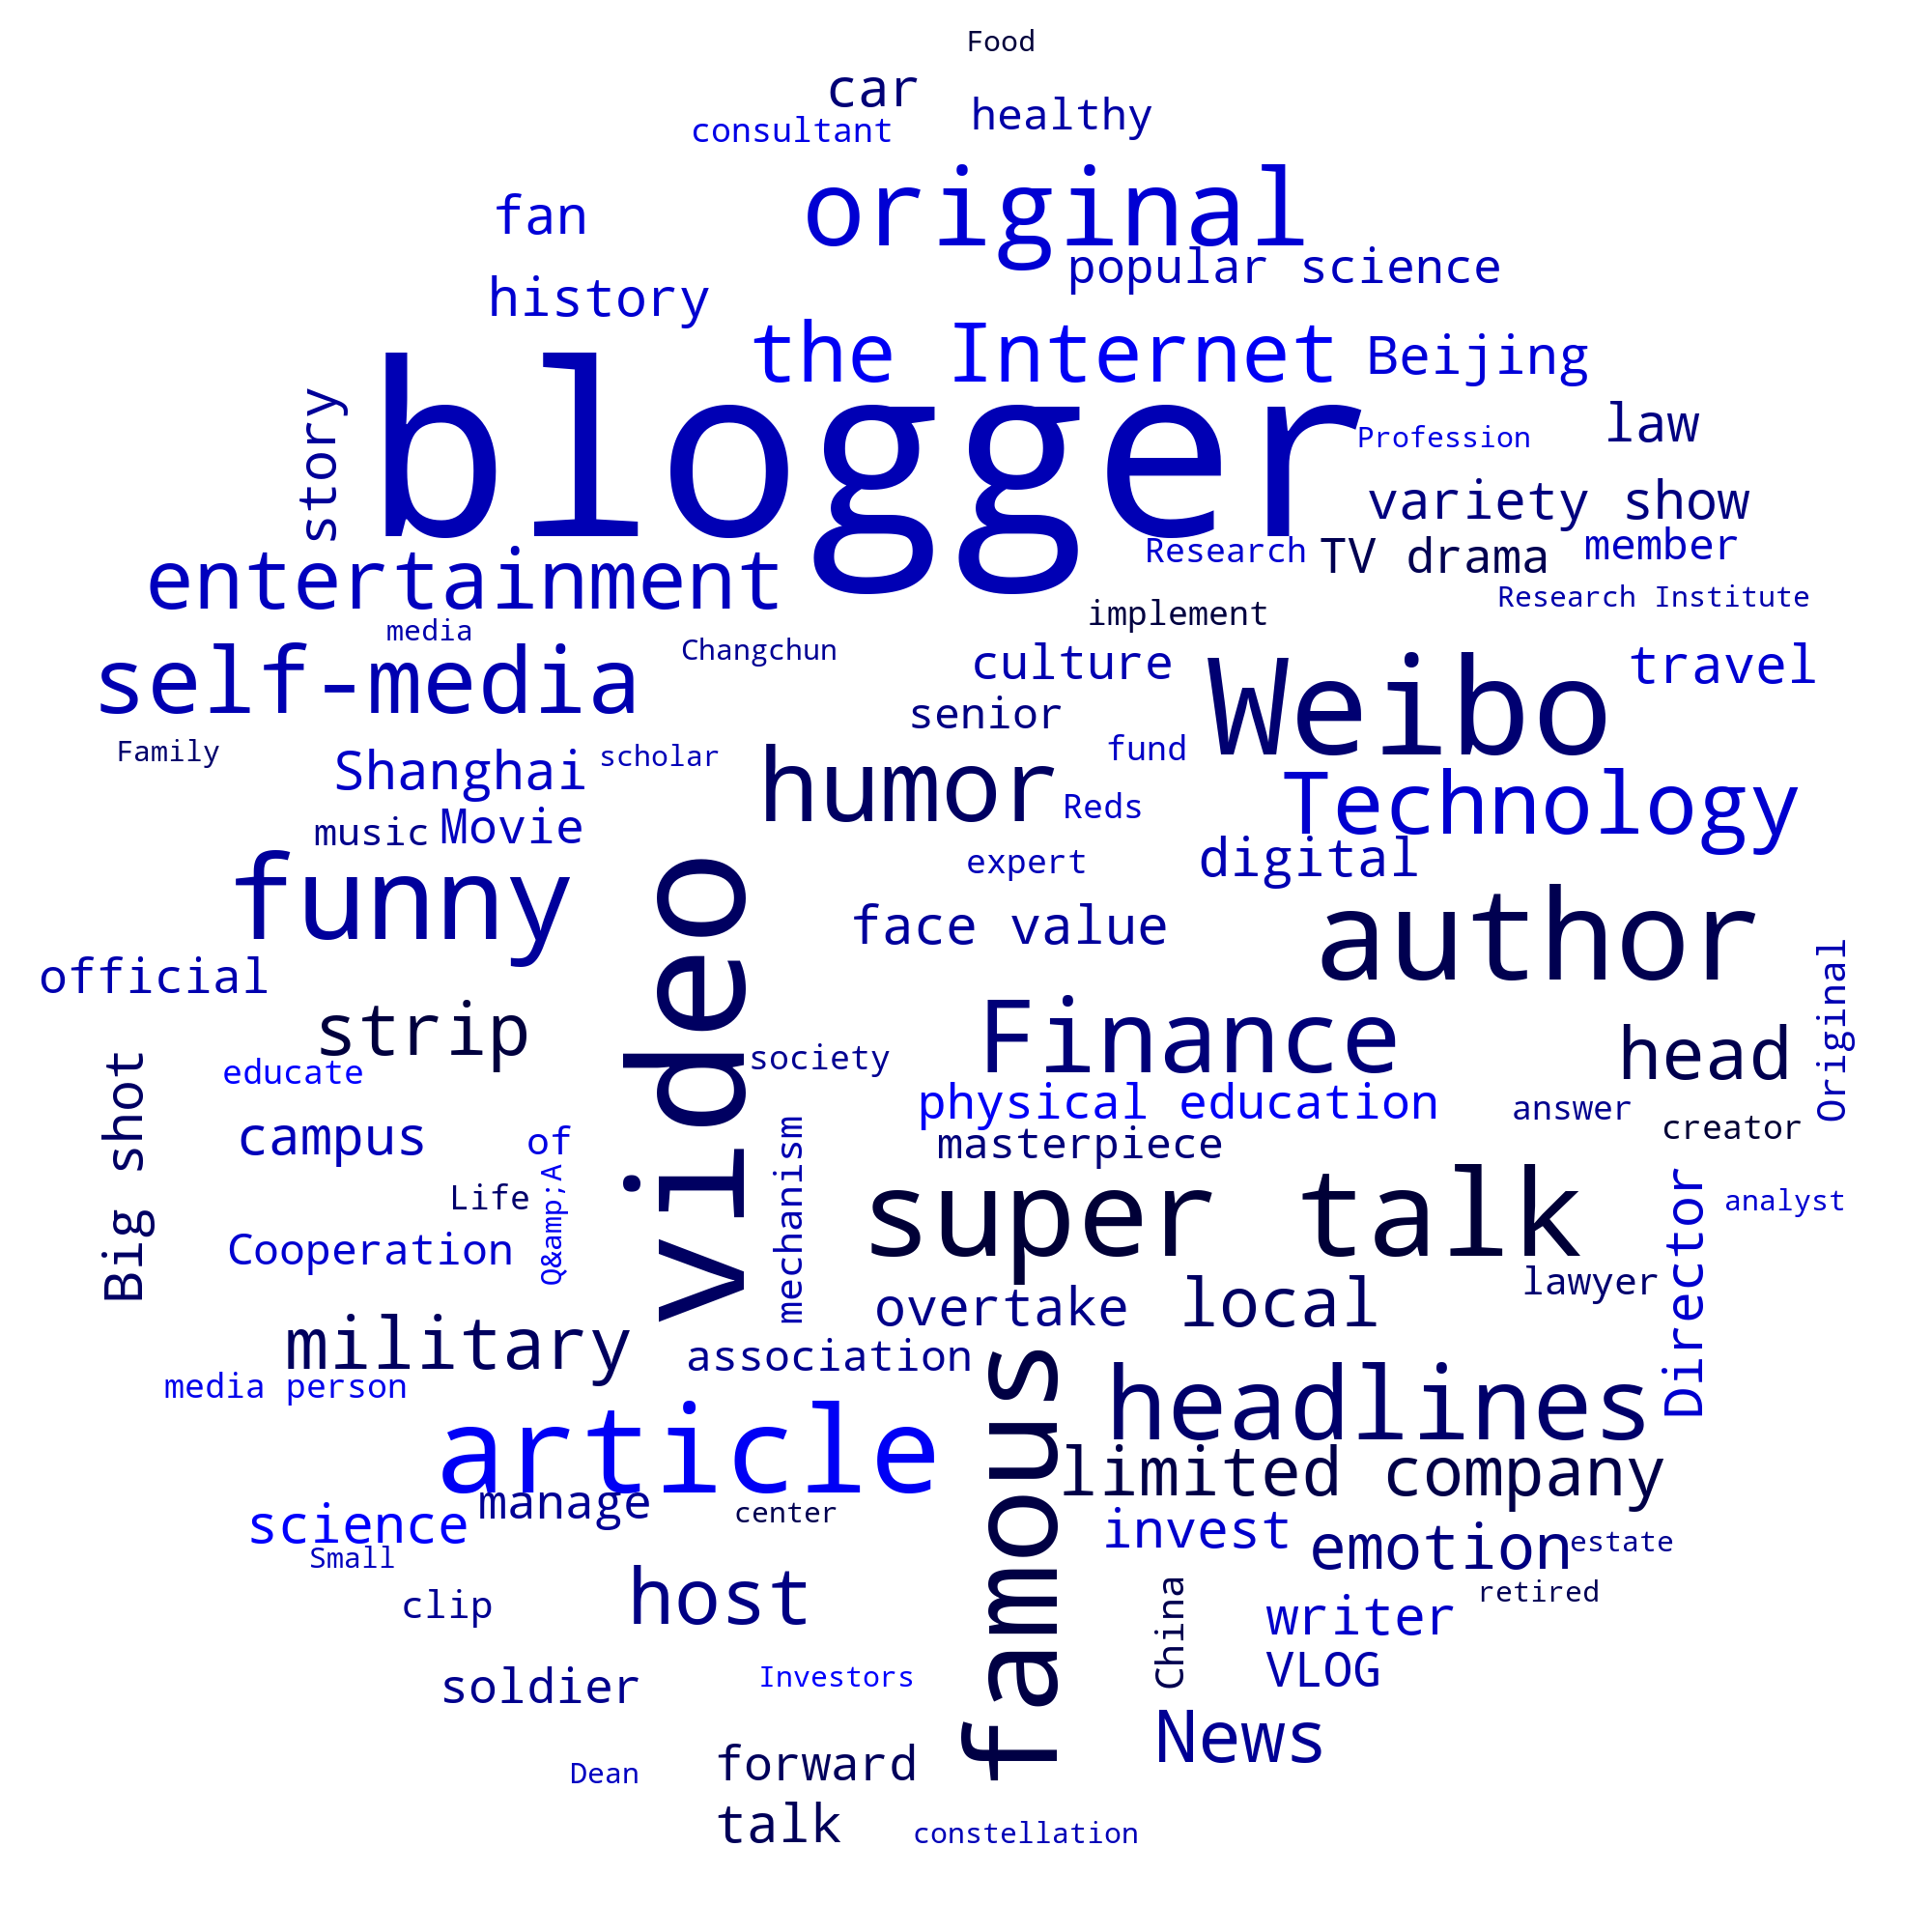 Food
car
healthy
consultant
original
fan
popular science
history
the Internet
Beijing
blogger
story
law
Profession
variety show
Research
TV drama
member
entertainment
Research Institute
implement
media
Changchun
culture
self-media
Weibo
travel
senior
Family
Shanghai
scholar
fund
humor
Technology
Reds
music
Movie
expert
digital
funny
video
face value
author
official
strip
Finance
head
Original
society
educate
Big shot
physical education
answer
creator
campus
of
masterpiece
mechanism
Life
Q&amp;A
super talk
Director
analyst
Cooperation
lawyer
overtake
local
military
association
media person
famous
headlines
article
limited company
manage
center
science
invest
emotion
estate
Small
clip
host
China
retired
writer
soldier
Investors
VLOG
News
Dean
forward
talk
constellation